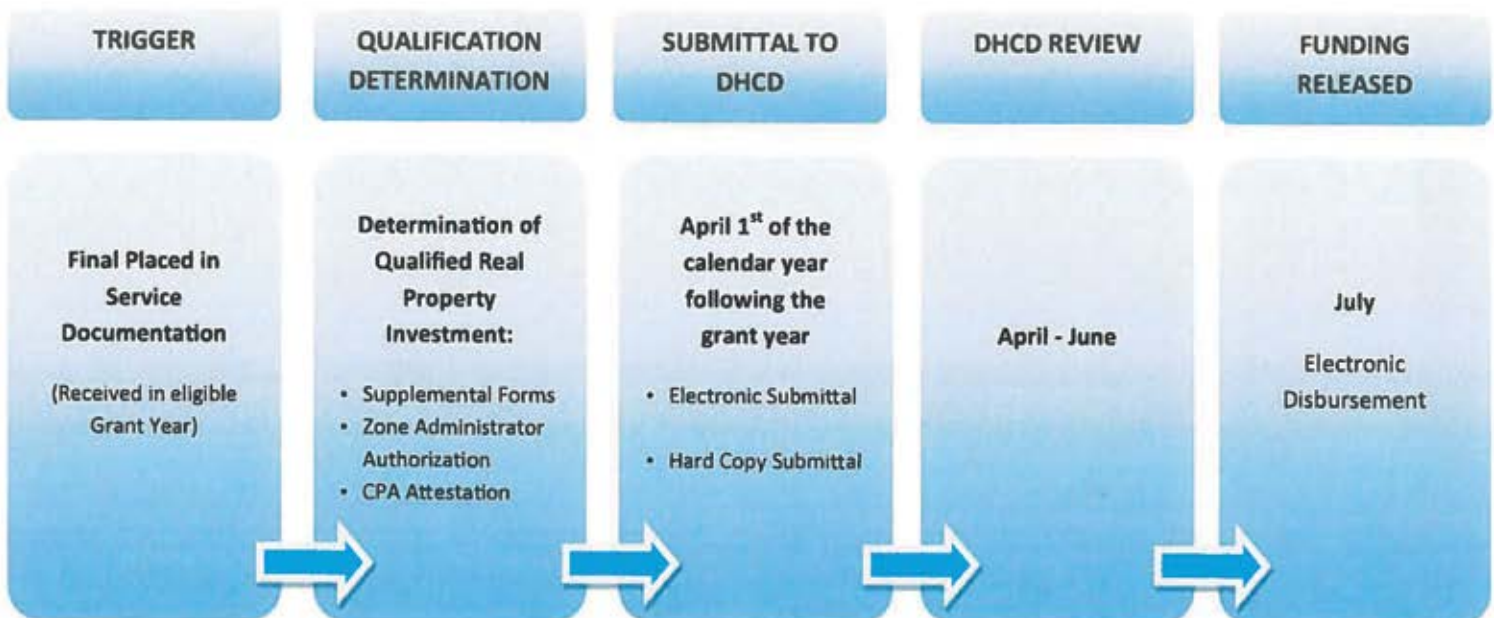 TRIGGER
QUALIFICATION
DETERMINATION
SUBMITTAL TO
DHCD
DHCD REVIEW
FUNDING
RELEASED
Final Placed in
Service
Documentation
(Received in eligible
Grant Year)
Determination of
Qualified Real
Property
Investment:
• Supplemental Forms
• Zone Administrator
Authorization
• CPA Attestation
April 1st of the
calendar year
following the
grant year
• Electronic Submittal
• Hard Copy Submittal
April - June
July
Electronic
Disbursement